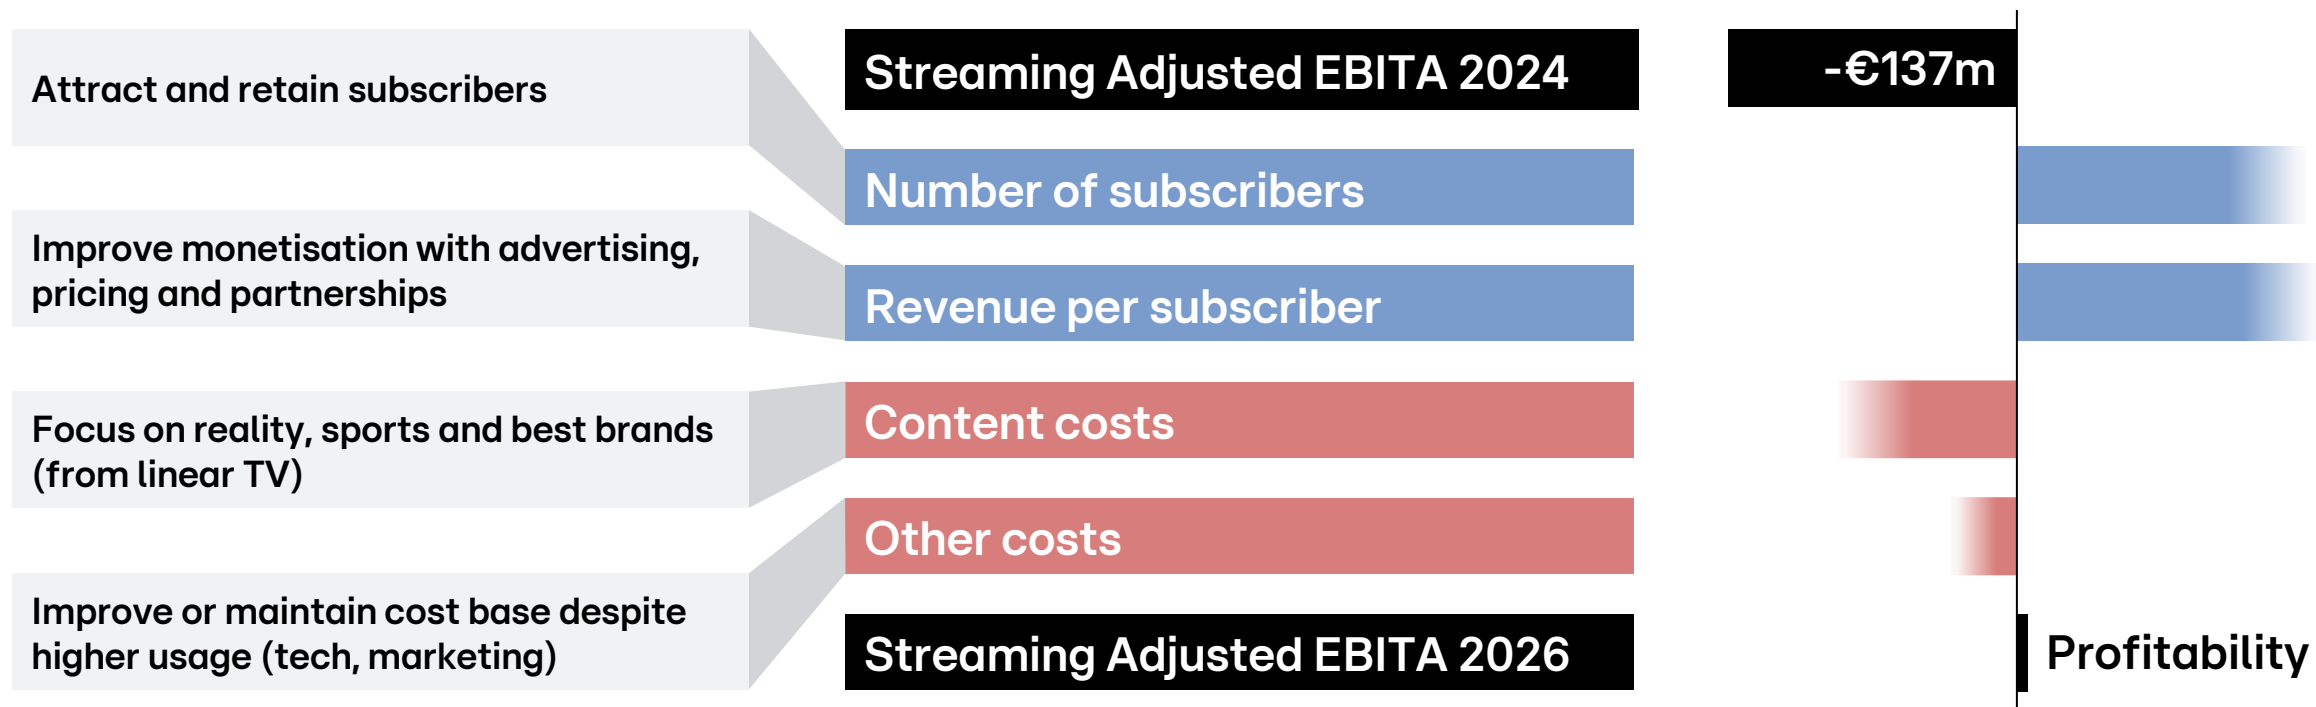 Attract and retain subscribers
Improve monetisation with advertising,
pricing and partnerships
Focus on reality, sports and best brands
(from linear TV)
Improve or maintain cost base despite
higher usage (tech, marketing)
Streaming Adjusted EBITA 2024
Number of subscribers
Revenue per subscriber
Content costs
Other costs
Streaming Adjusted EBITA 2026
-€137m
Profitability